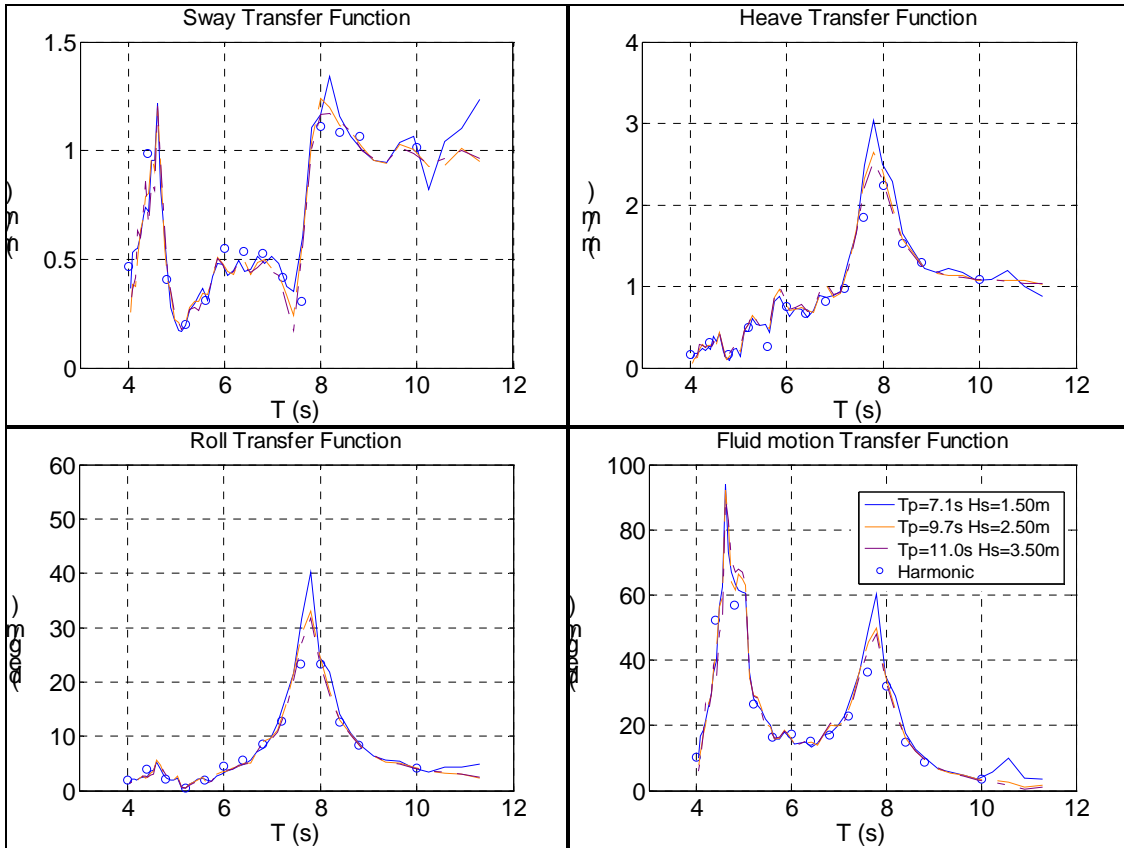 Sway Transfer Function
1.5
1
0.5
0
4 6 8 10 12
T (s)
Heave Transfer Function
4
3
2
1
0
4 6 8 10 12
T (s)
Roll Transfer Function
60
50
40
30
20
10
0
4 6 8 10 12
T (s)
Fluid motion Transfer Function
100
80
60
40
20
0
4 6 8 10 12
T (s)
Tp=7.1s Hs=1.50m
Tp=9.7s Hs=2.50m
Tp=11.0s Hs=3.50m
Harmonic